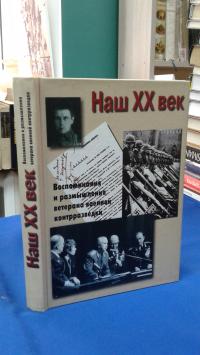 Наш XX век
Воспоминания
и размышления
ветерана военной
контрразведки
Наш XX век
Воспоминания и размышления
ветерана военной контрразведки